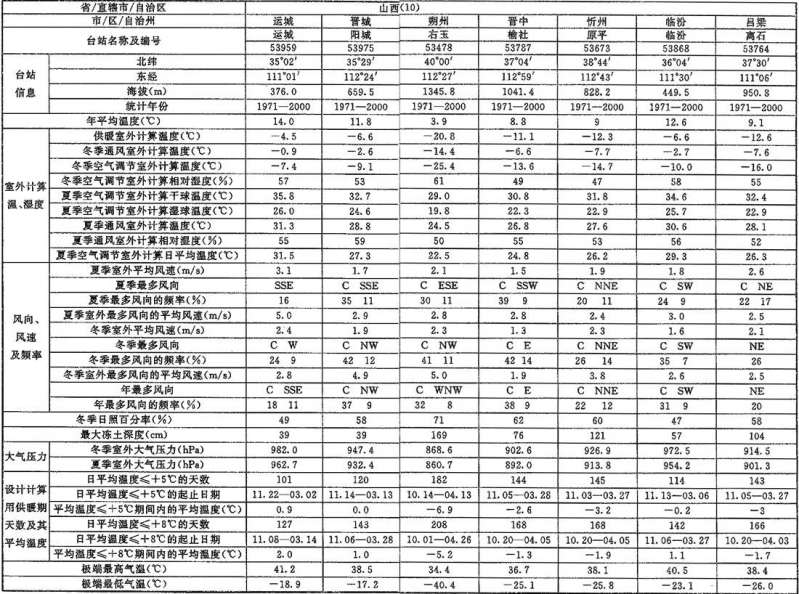 省/直辖市/自治区 山西(10)
市/区/自治州 运城 晋城 朔州 晋中 忻州 临汾 吕梁
台站名称及编号 运城 阳城 右玉 榆社 原平 临汾 离石
53959 53975 53478 53787 53673 53868 53764
台站信息 北纬 35°02′ 35°29′ 40°00′ 37°04′ 38°44′ 36°04′ 37°30′
东经 111°01′ 112°24′ 112°27′ 112°59′ 112°43′ 111°30′ 111°06′
海拔(m) 376.0 659.5 1345.8 1041.4 828.2 449.5 950.8
统计年份 1971—2000 1971—2000 1971—2000 1971—2000 1971—2000 1971—2000 1971—2000
年平均温度(℃) 14.0 11.8 3.9 8.8 9 12.6 9.1
室外计算温、湿度 供暖室外计算温度(℃) −4.5 −6.6 −20.8 −11.1 −12.3 −6.6 −12.6
冬季通风室外计算温度(℃) −0.9 −2.6 −14.4 −6.6 −7.7 −2.7 −7.6
冬季空气调节室外计算温度(℃) −7.4 −9.1 −25.4 −13.6 −14.7 −10.0 −16.0
冬季空气调节室外计算相对湿度(%) 57 53 61 49 47 58 55
夏季空气调节室外计算干球温度(℃) 35.8 32.7 29.0 30.8 31.8 34.6 32.4
夏季空气调节室外计算湿球温度(℃) 26.0 24.6 19.8 22.3 22.9 25.7 22.9
夏季通风室外计算温度(℃) 31.3 28.8 24.5 26.8 27.6 30.6 28.1
夏季通风室外计算相对湿度(%) 55 59 50 55 53 56 52
夏季空气调节室外计算日平均温度(℃) 31.5 27.3 22.5 24.8 26.2 29.3 26.3
风向、风速及频率 夏季室外平均风速(m/s) 3.1 1.7 2.1 1.5 1.9 1.8 2.6
夏季最多风向 SSE C SSE C ESE C SSW C NNE C SW C NE
夏季最多风向的频率(%) 16 35 11 30 11 39 9 20 11 24 9 22 17
夏季室外最多风向的平均风速(m/s) 5.0 2.9 2.8 2.8 2.4 3.0 2.5
冬季室外平均风速(m/s) 2.4 1.9 2.3 1.3 2.3 1.6 2.1
冬季最多风向 C W C NW C NW C E C NNE C SW NE
冬季最多风向的频率(%) 24 9 42 12 41 11 42 14 26 14 35 7 26
冬季室外最多风向的平均风速(m/s) 2.8 4.9 5.0 1.9 3.8 2.6 2.5
年最多风向 C SSE C NW C WNW C E C NNE C SW NE
年最多风向的频率(%) 18 11 37 9 32 8 38 9 22 12 31 9 20
冬季日照百分率(%) 49 58 71 62 60 47 58
最大冻土深度(cm) 39 39 169 76 121 57 104
大气压力 冬季室外大气压力(hPa) 982.0 947.4 868.6 902.6 926.9 972.5 914.5
夏季室外大气压力(hPa) 962.7 932.4 860.7 892.0 913.8 954.2 901.3
设计计算用供暖期天数及其平均温度 日平均温度≤+5℃的天数 101 120 182 144 145 114 143
日平均温度≤+5℃的起止日期 11.22—03.02 11.14—03.13 10.14—04.13 11.05—03.28 11.03—03.27 11.13—03.06 11.05—03.27
平均温度≤+5℃期间内的平均温度(℃) 0.9 0.0 −6.9 −2.6 −3.2 −0.2 −3
日平均温度≤+8℃的天数 127 143 208 168 168 142 166
日平均温度≤+8℃的起止日期 11.08—03.14 11.06—03.28 10.01—04.26 10.20—04.05 10.20—04.05 11.06—03.27 10.20—04.03
平均温度≤+8℃期间内的平均温度(℃) 2.0 1.0 −5.2 −1.3 −1.9 1.1 −1.7
极端最高气温(℃) 41.2 38.5 34.4 36.7 38.1 40.5 38.4
极端最低气温(℃) −18.9 −17.2 −40.4 −25.1 −25.8 −23.1 −26.0